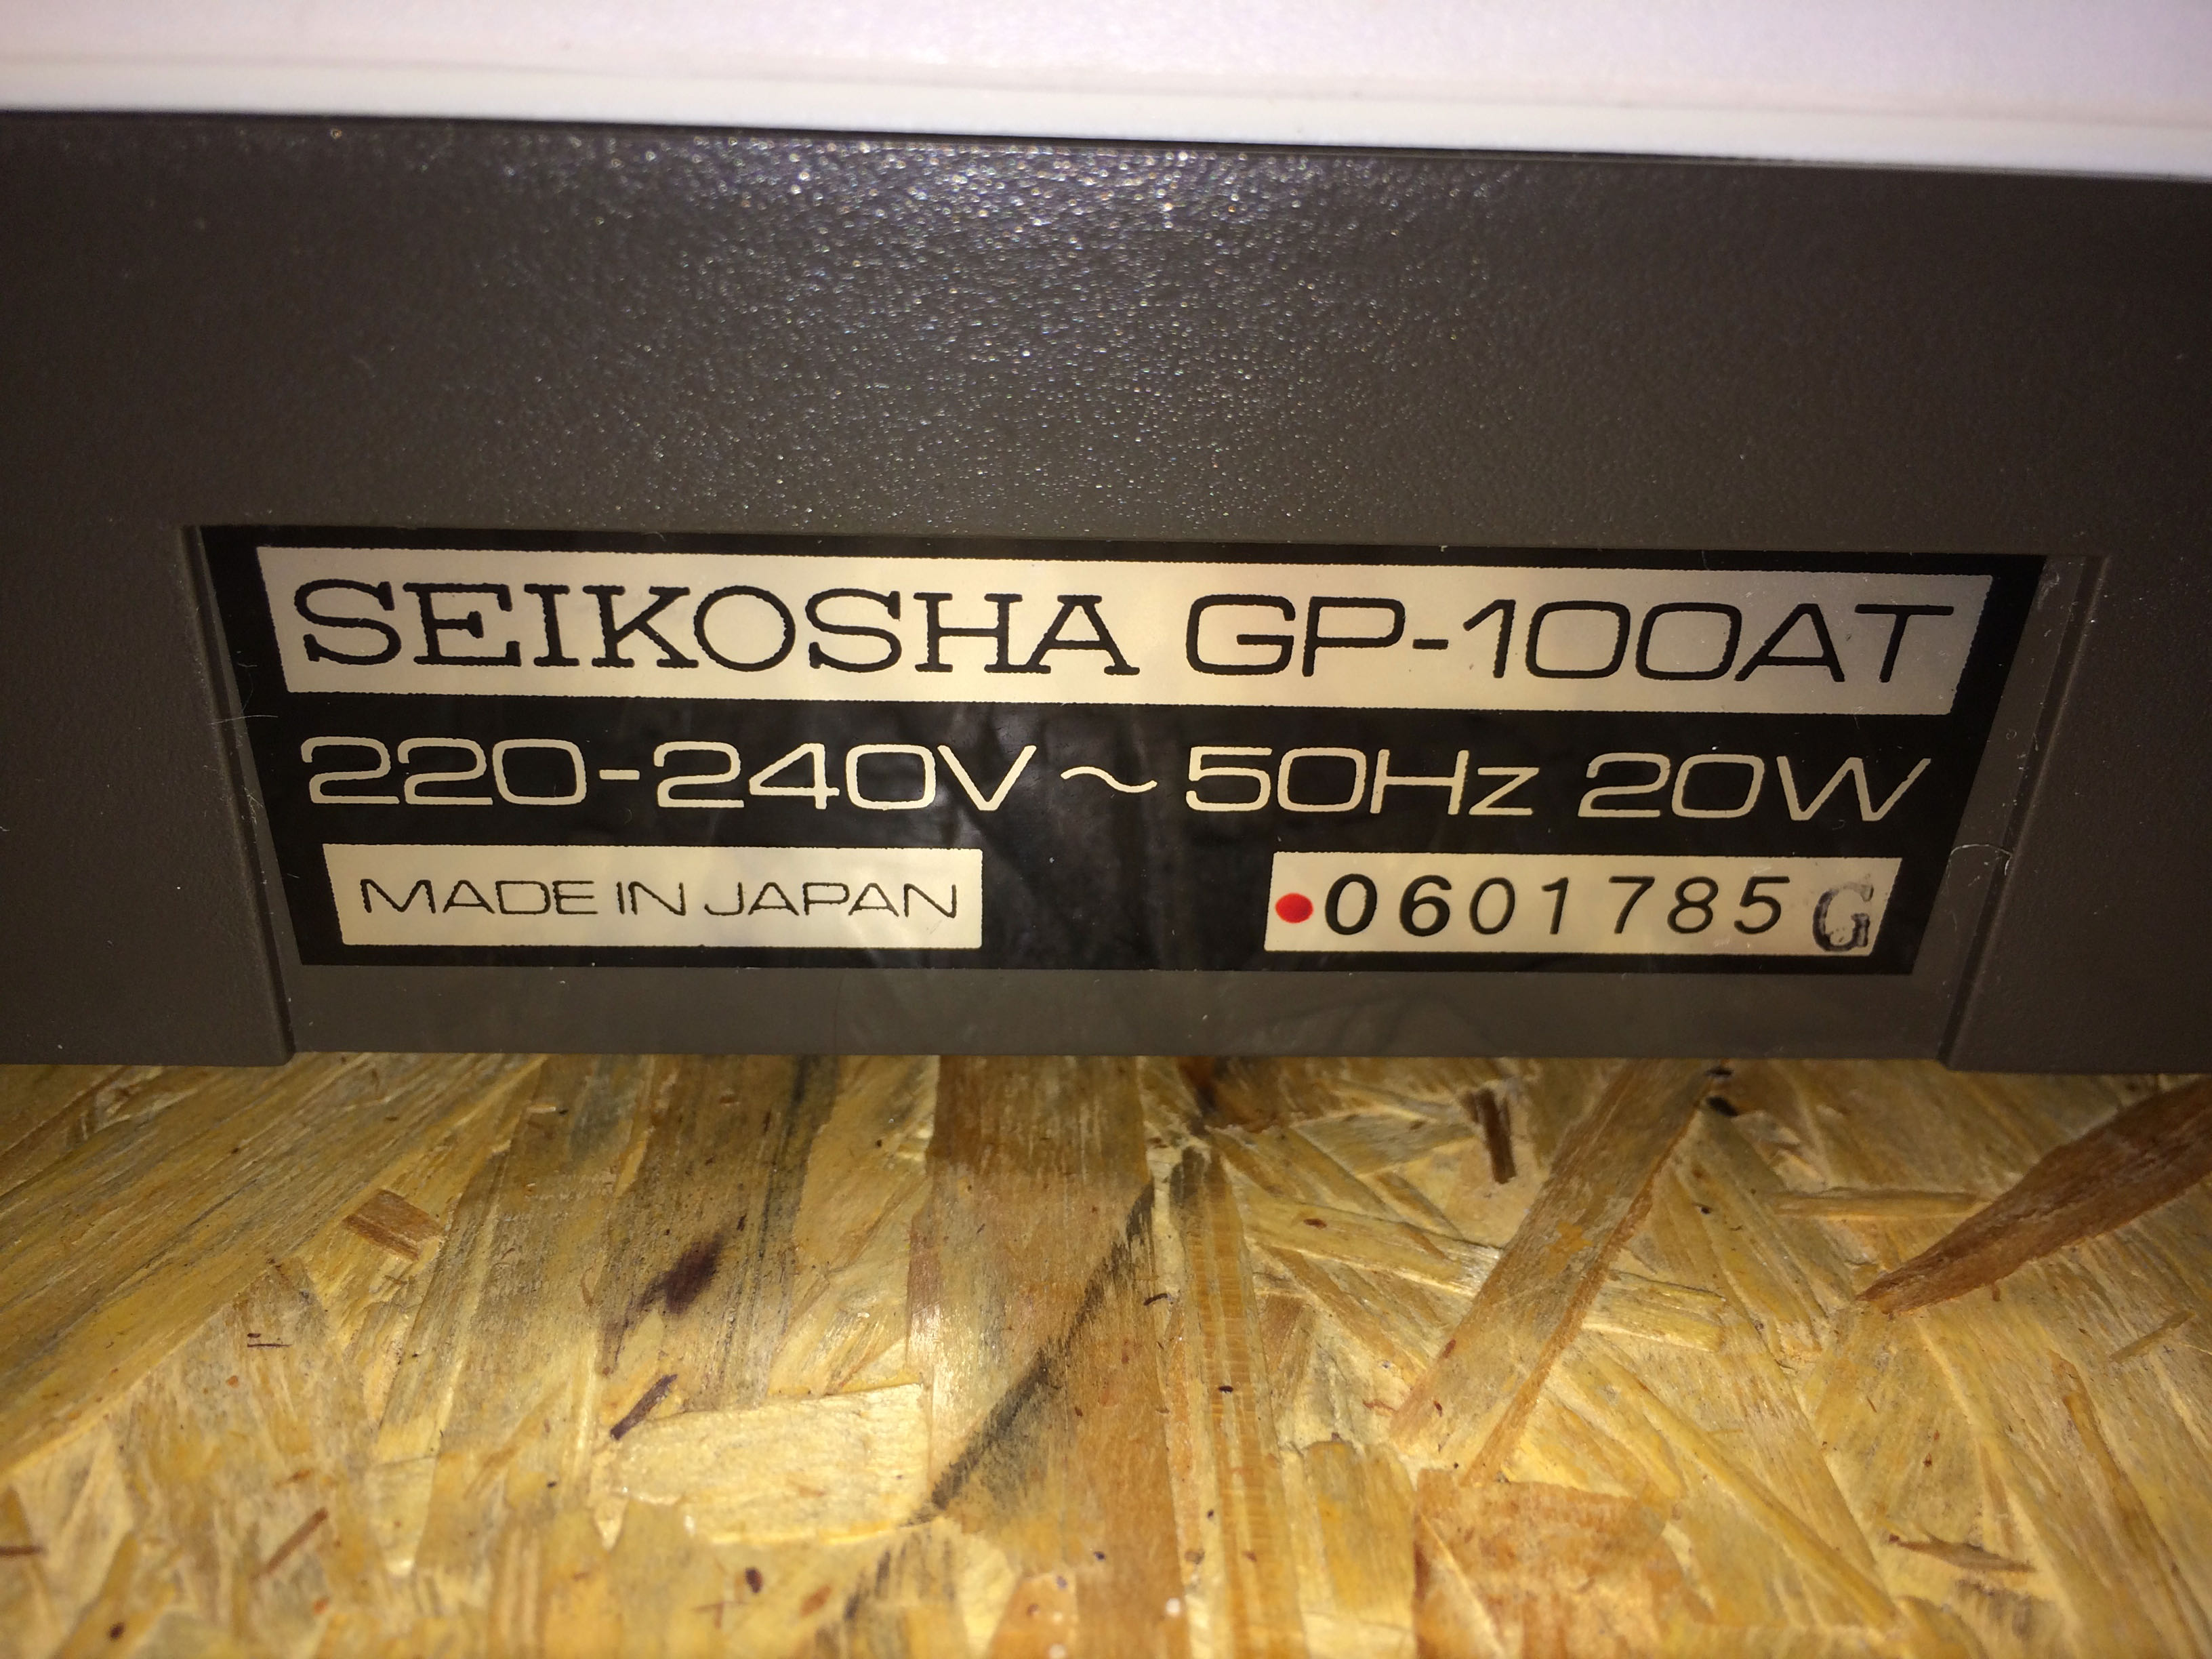 SEIKOSHA GP-100AT
220-240V ~ 50Hz 20W
MADE IN JAPAN
0601785 G